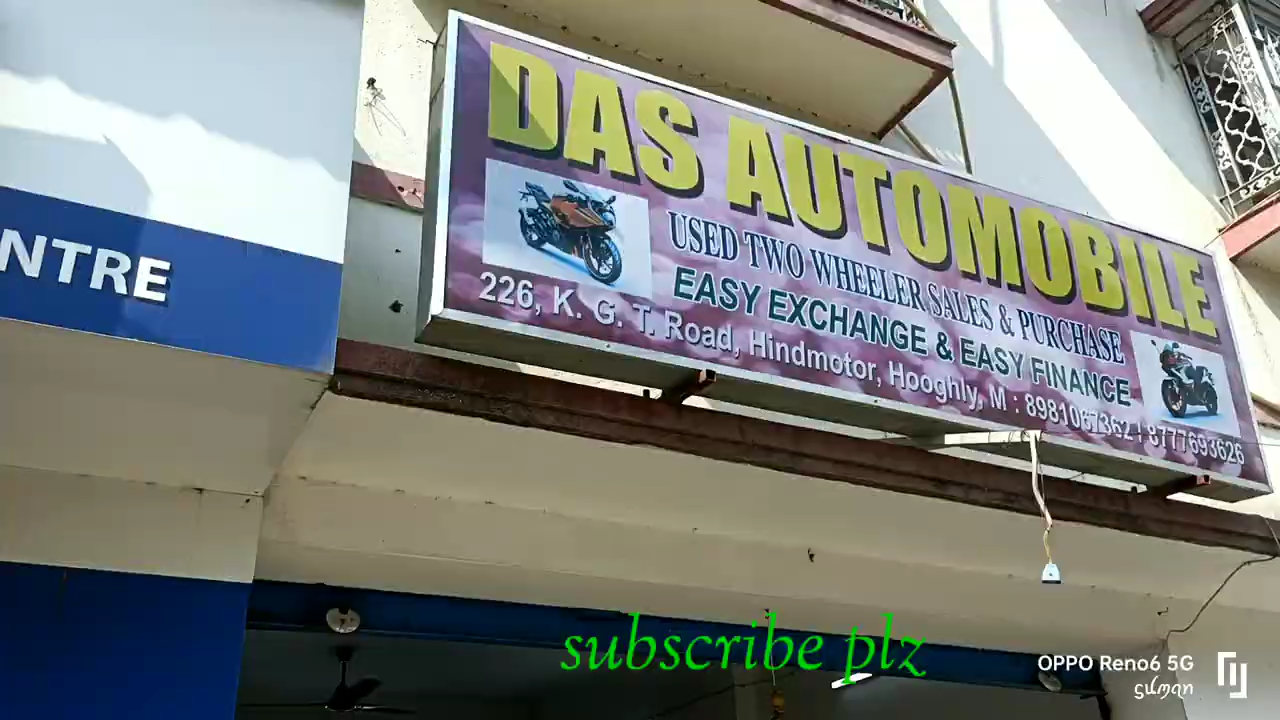 NTRE
DAS AUTOMOBILE
USED TWO WHEELER SALES & PURCHASE
EASY EXCHANGE & EASY FINANCE
226, K. G. T. Road, Hindmotor, Hooghly, M : 8981067362 / 8777693626
subscribe plz
OPPO Reno6 5G